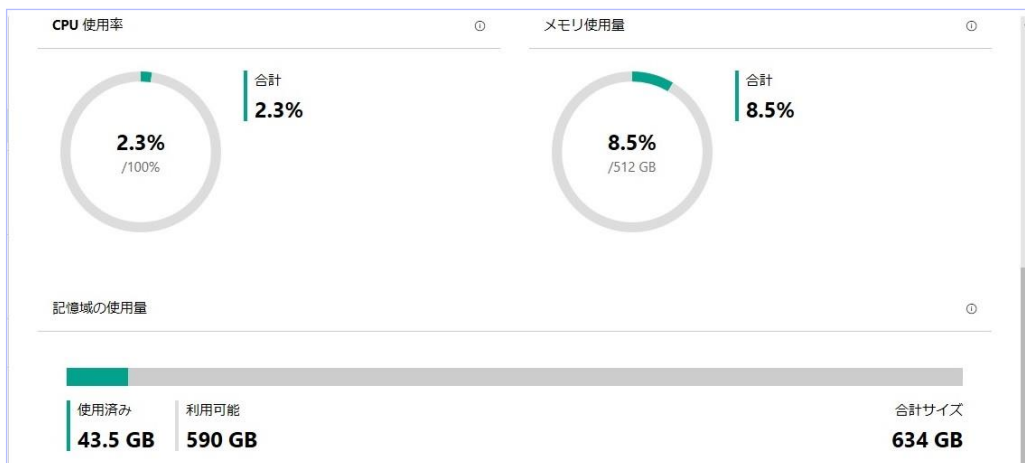 CPU 使用率
メモリ使用量
合計
2.3%
2.3%
/100%
合計
8.5%
8.5%
/512 GB
記憶域の使用量
使用済み
43.5 GB
利用可能
590 GB
合計サイズ
634 GB